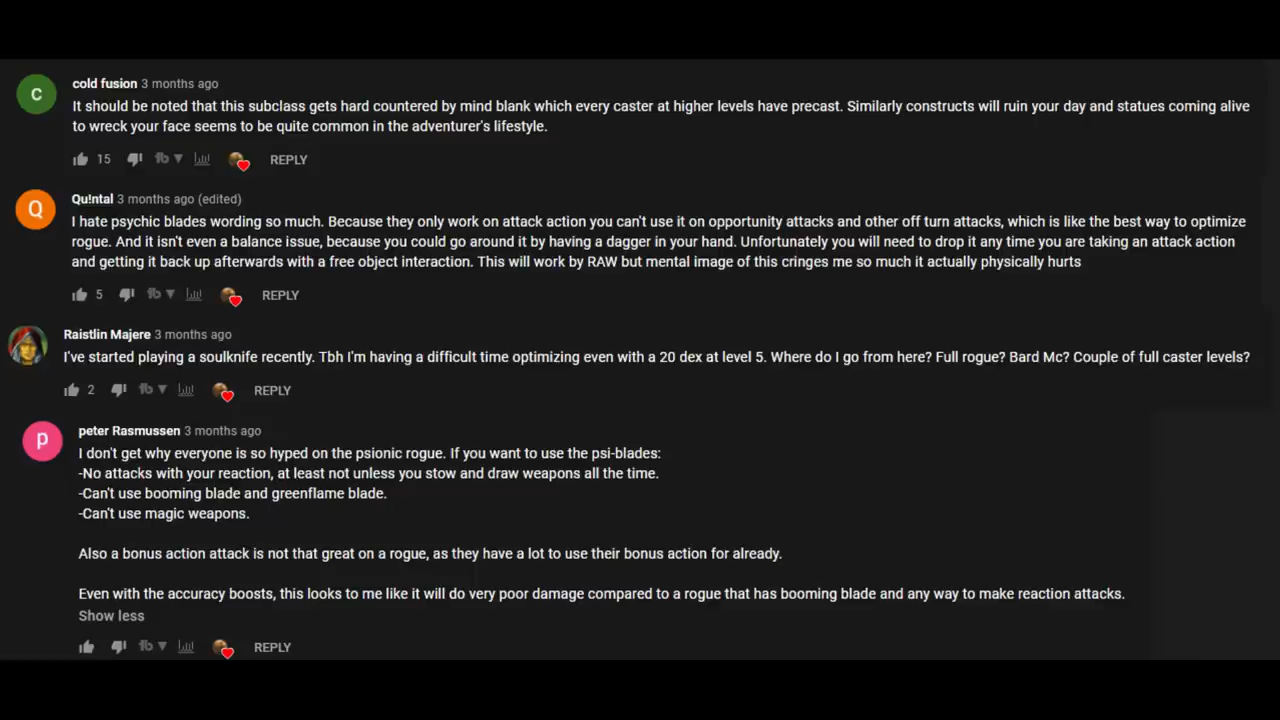 C
cold fusion 3 months ago
It should be noted that this subclass gets hard countered by mind blank which every caster at higher levels have precast. Similarly constructs will ruin your day and statues coming alive
to wreck your face seems to be quite common in the adventurer's lifestyle.
15 REPLY
Q
Qu!ntal 3 months ago (edited)
I hate psychic blades wording so much. Because they only work on attack action you can't use it on opportunity attacks and other off turn attacks, which is like the best way to optimize
rogue. And it isn't even a balance issue, because you could go around it by having a dagger in your hand. Unfortunately you will need to drop it any time you are taking an attack action
and getting it back up afterwards with a free object interaction. This will work by RAW but mental image of this cringes me so much it actually physically hurts
5 REPLY
Raistlin Majere 3 months ago
I've started playing a soulknife recently. Tbh I'm having a difficult time optimizing even with a 20 dex at level 5. Where do I go from here? Full rogue? Bard Mc? Couple of full caster levels?
2 REPLY
P
peter Rasmussen 3 months ago
I don't get why everyone is so hyped on the psionic rogue. If you want to use the psi-blades:
-No attacks with your reaction, at least not unless you stow and draw weapons all the time.
-Can't use booming blade and greenflame blade.
-Can't use magic weapons.
Also a bonus action attack is not that great on a rogue, as they have a lot to use their bonus action for already.
Even with the accuracy boosts, this looks to me like it will do very poor damage compared to a rogue that has booming blade and any way to make reaction attacks.
Show less
REPLY